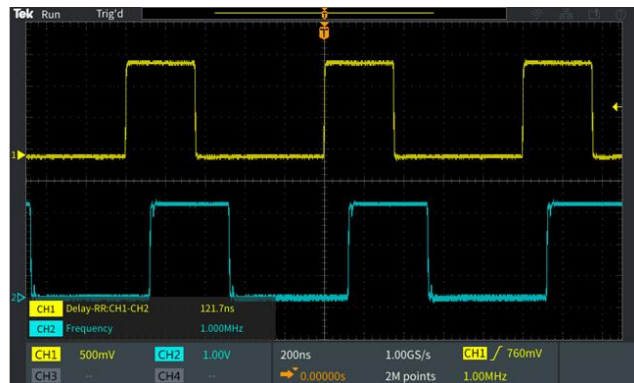 Tek Run Trig'd
T
1
2
CH1 Delay-RR:CH1-CH2 121.7ns
CH2 Frequency 1.000MHz
CH1 500mV CH2 1.00V 200ns 1.00GS/s CH1 760mV
CH3 -- CH4 -- 0.00000s 2M points 1.00MHz